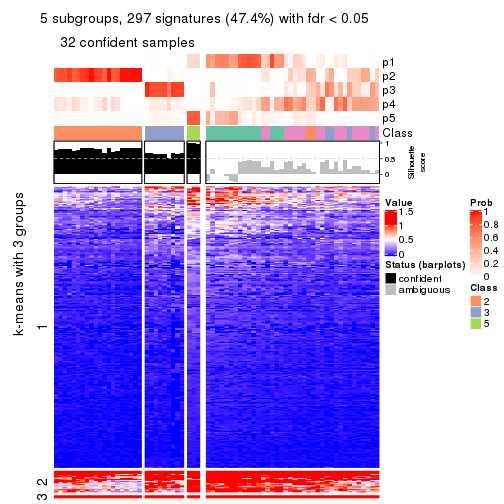 5 subgroups, 297 signatures (47.4%) with fdr < 0.05
32 confident samples
p1
p2
p3
p4
p5
Class
1
0.5
0
Silhouette
score
k-means with 3 groups
1
2
3
Value
1.5
1
0.5
0
Status (barplots)
confident
ambiguous
Prob
1
0.8
0.6
0.4
0.2
0
Class
2
3
5